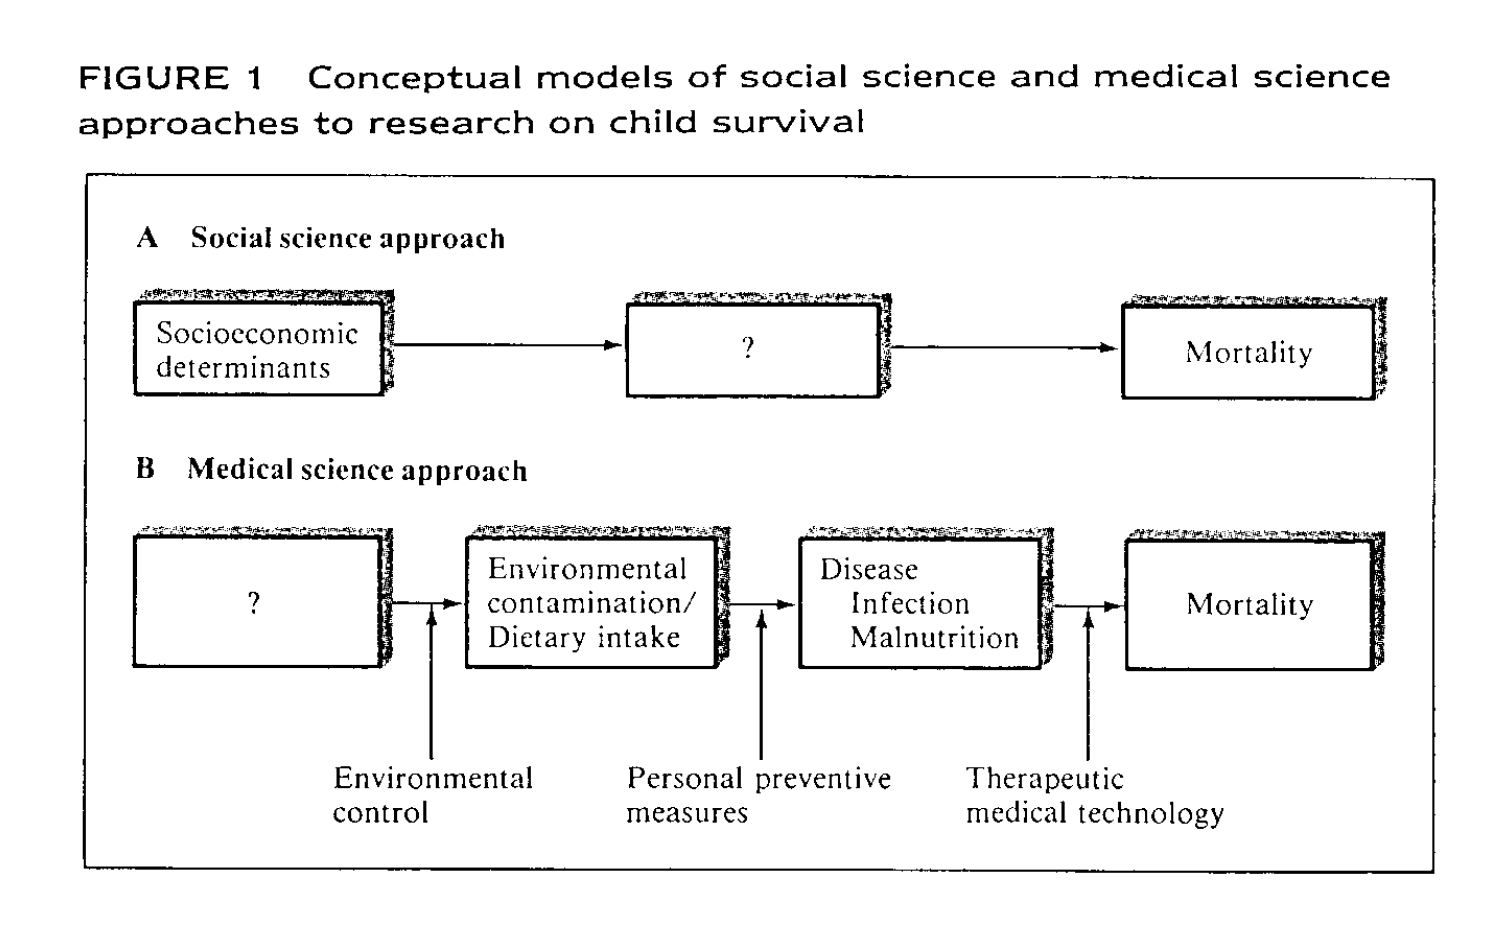 FIGURE 1 Conceptual models of social science and medical science
approaches to research on child survival
A Social science approach
Socioeconomic
determinants
?
Mortality
B Medical science approach
?
Environmental
contamination/
Dietary intake
Disease
Infection
Malnutrition
Mortality
Environmental
control
Personal preventive
measures
Therapeutic
medical technology